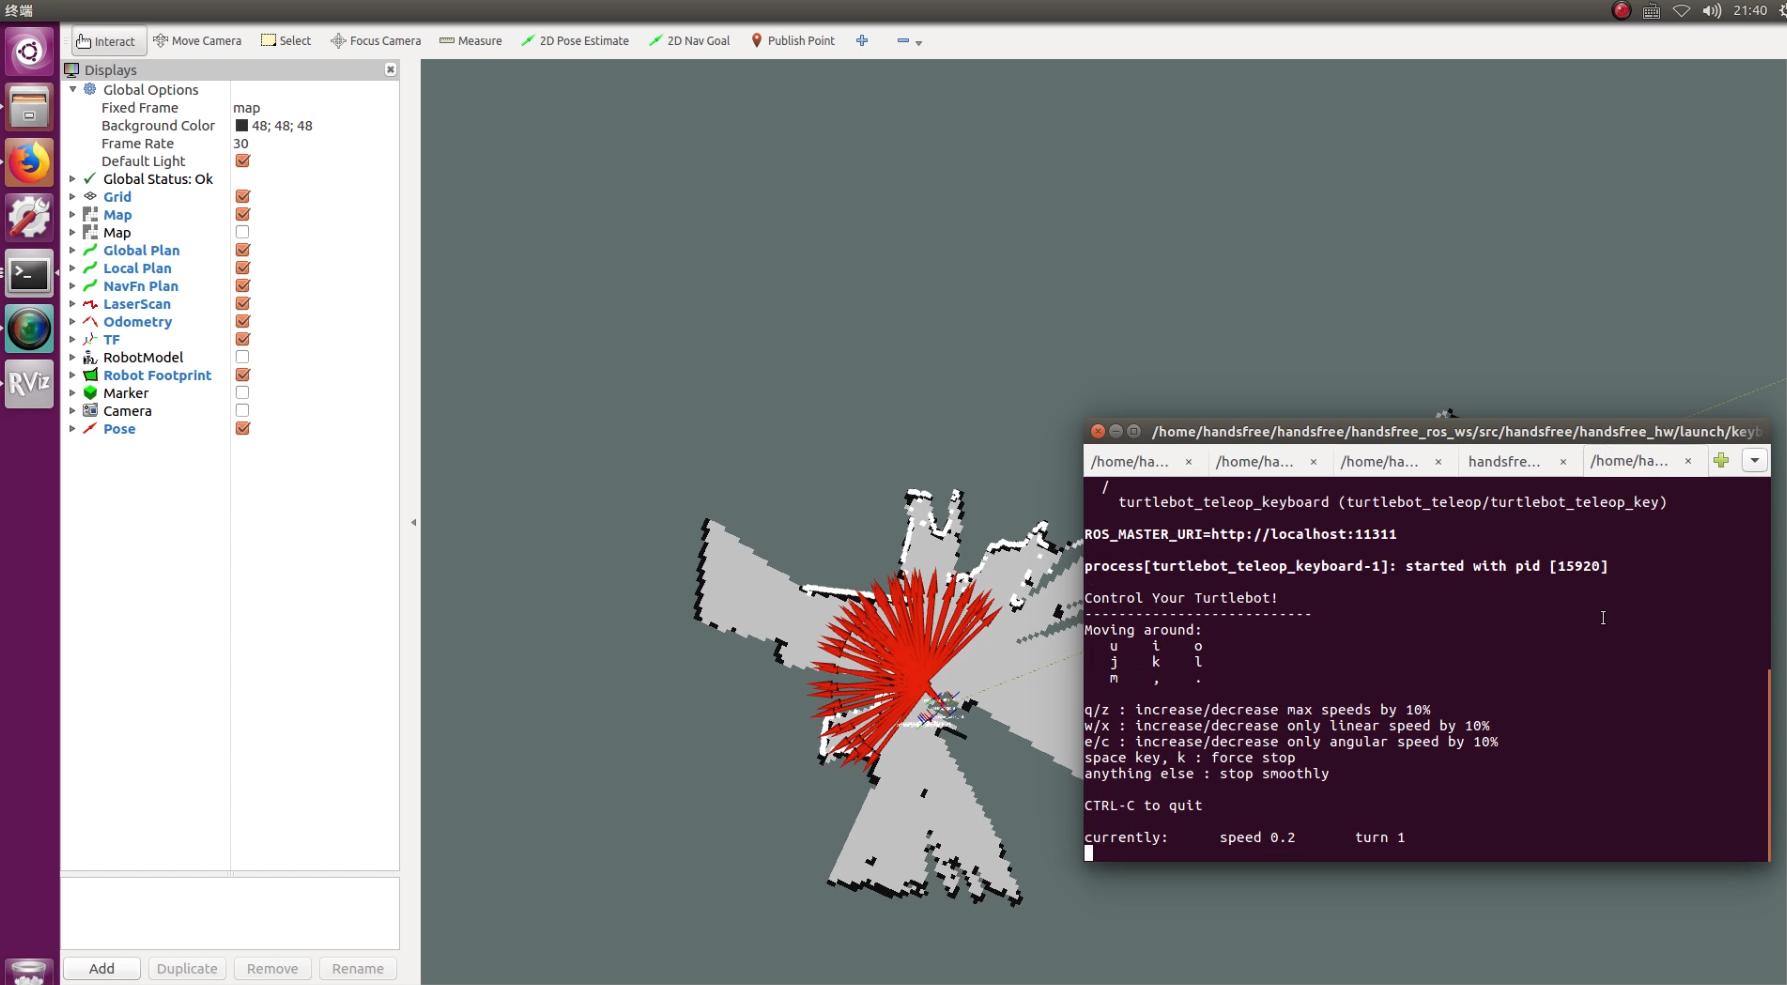 终端
21:40
Interact
Move Camera
Select
Focus Camera
Measure
2D Pose Estimate
2D Nav Goal
Publish Point
Displays
Global Options
Fixed Frame map
Background Color 48; 48; 48
Frame Rate 30
Default Light
Global Status: Ok
Grid
Map
Map
Global Plan
Local Plan
NavFn Plan
LaserScan
Odometry
TF
RobotModel
Robot Footprint
Marker
Camera
Pose
RViz
Add
Duplicate
Remove
Rename
/home/handsfree/handsfree/handsfree_ros_ws/src/handsfree/handsfree_hw/launch/keyb
/home/ha... × /home/ha... × /home/ha... × handsfre... × /home/ha... ×
/
turtlebot_teleop_keyboard (turtlebot_teleop/turtlebot_teleop_key)
ROS_MASTER_URI=http://localhost:11311
process[turtlebot_teleop_keyboard-1]: started with pid [15920]
Control Your Turtlebot!
---------------------------
Moving around:
u i o
j k l
m , .
q/z : increase/decrease max speeds by 10%
w/x : increase/decrease only linear speed by 10%
e/c : increase/decrease only angular speed by 10%
space key, k : force stop
anything else : stop smoothly
CTRL-C to quit
currently: speed 0.2 turn 1